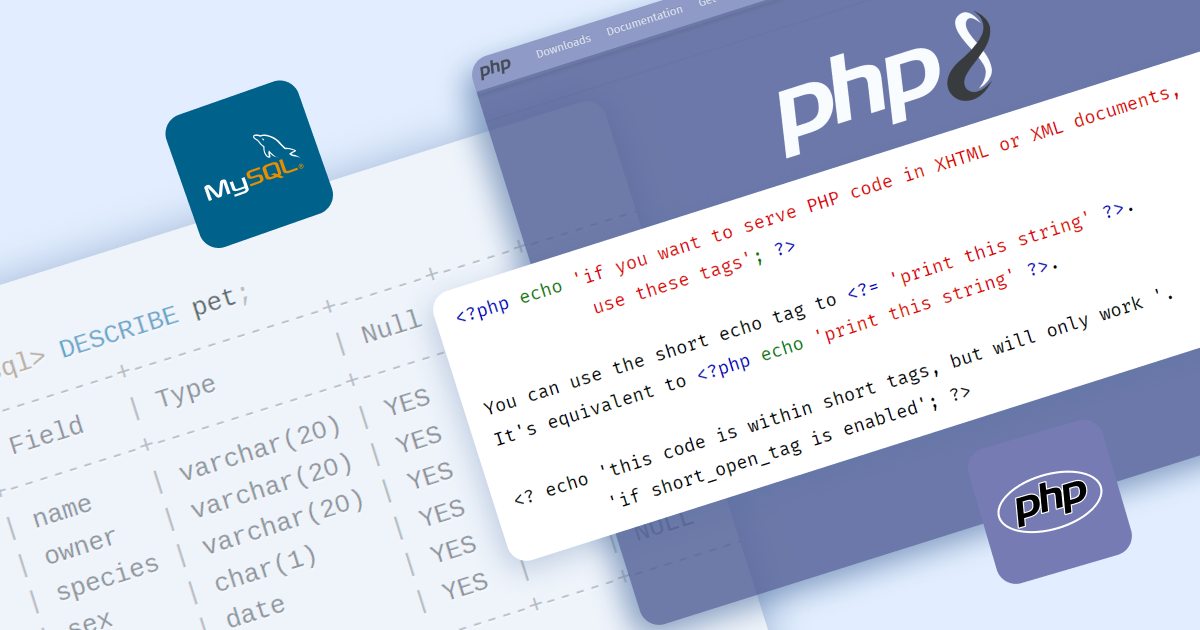 php Downloads Documentation
php8
MySQL®
<?php echo 'if you want to serve PHP code in XHTML or XML documents,
use these tags'; ?>
You can use the short echo tag to <?= 'print this string' ?>.
It's equivalent to <?php echo 'print this string' ?>.
<? echo 'this code is within short tags, but will only work '.
'if short_open_tag is enabled'; ?>
ql> DESCRIBE pet;
Field | Type | Null
| name | varchar(20) | YES
| owner | varchar(20) | YES
| species | varchar(20) | YES
| sex | char(1) | YES
| date | YES
| YES | NULL
php